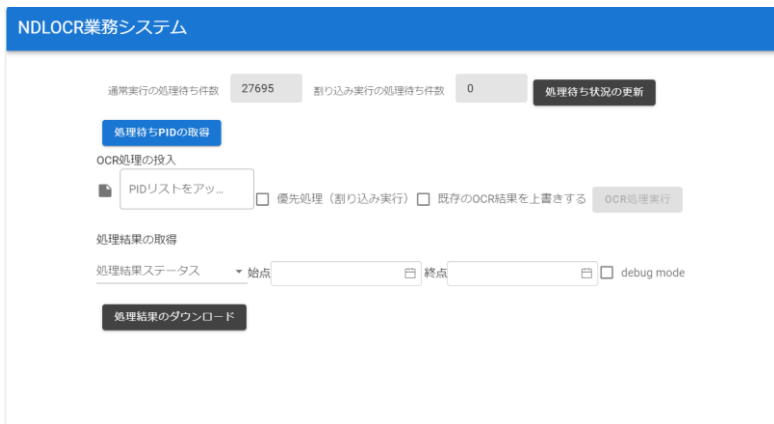 NDLOCR業務システム
通常実行の処理待ち件数 27695 割り込み実行の処理待ち件数 0 処理待ち状況の更新
処理待ちPIDの取得
OCR処理の投入
PIDリストをアッ... 優先処理（割り込み実行） 既存のOCR結果を上書きする OCR処理実行
処理結果の取得
処理結果ステータス 始点 終点 debug mode
処理結果のダウンロード